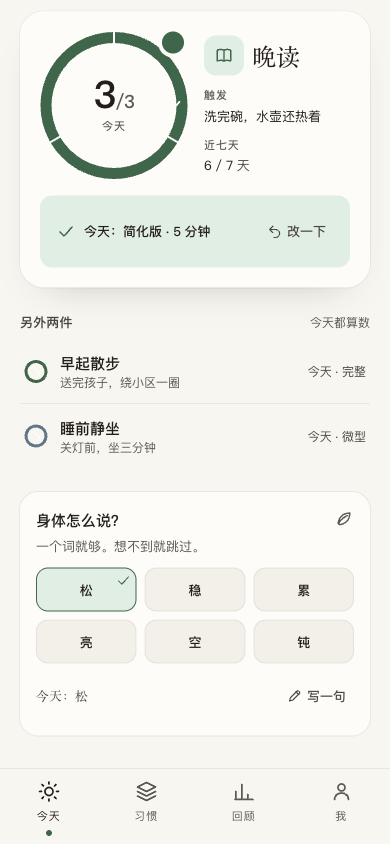 3/3
今天
晚读
触发
洗完碗，水壶还热着
近七天
6 / 7 天
今天：简化版 · 5 分钟
改一下
另外两件
今天都算数
早起散步
送完孩子，绕小区一圈
今天 · 完整
睡前静坐
关灯前，坐三分钟
今天 · 微型
身体怎么说？
一个词就够。想不到就跳过。
松
稳
累
亮
空
钝
今天：松
写一句
今天
习惯
回顾
我